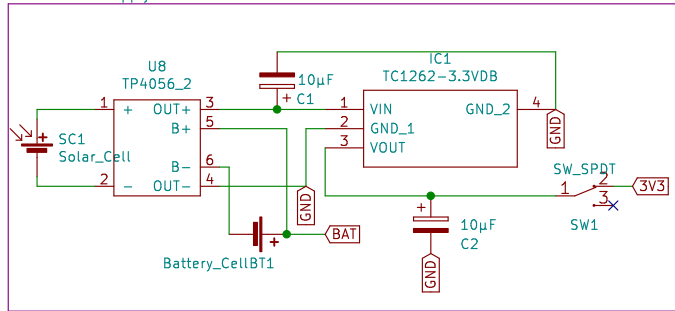 U8
TP4056_2
1
+
OUT+
3
B+
5
B-
6
2
-
OUT-
4
SC1
Solar_Cell
+
10µF
+
C1
IC1
TC1262-3.3VDB
1
VIN
GND_2
4
2
GND_1
3
VOUT
GND
GND
BAT
+
Battery_CellBT1
+
10µF
C2
GND
SW_SPDT
1
2
3
3V3
SW1